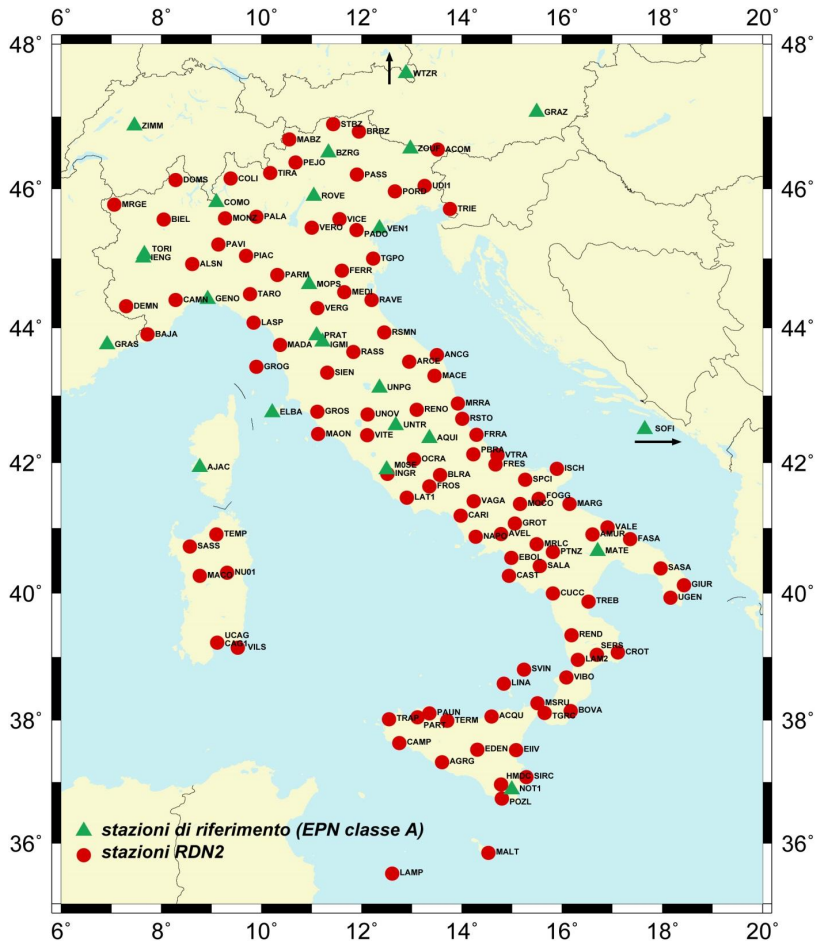 6° 8° 10° 12° 14° 16° 18° 20°
48° 48°
WTZR
GRAZ
ZIMM
STBZ
BRBZ
MABZ
BZRG
ZOUF
ACOM
PEJO
DOMS
COLI
TIRA
PASS
UDI1
46° 46°
MRGE
COMO
ROVE
PORD
TRIE
BIEL
MONZ
PALA
VICE
VERO
PADO
VEN1
TORI
IENG
PAVI
PIAC
TGPO
ALSN
PARM
FERR
MOPS
DEMN
CAMN
GENO
TARO
MEDI
RAVE
VERG
44° 44°
BAJA
LASP
PRAT
IGMI
RSMN
GRAS
MADA
RASS
ARCE
ANCG
GROG
SIEN
MACE
UNPG
ELBA
GROS
UNOV
RENO
MRRA
RSTO
UNTR
SOFI
MAON
VITE
AQUI
FRRA
42° 42°
PBRA
VTRA
AJAC
M0SE
INGR
OCRA
FRES
ISCH
BLRA
SPCI
FROS
LAT1
VAGA
MOCO
FOGG
MARG
CARI
GROT
TEMP
NAPO
AVEL
AMUR
VALE
FASA
SASS
MRLC
PTNZ
MATE
EBOL
SALA
SASA
MACO
NU01
CAST
GIUR
40° 40°
CUCC
TREB
UGEN
REND
UCAG
CAG1
VILS
SERS
CROT
LAM2
SVIN
VIBO
LINA
MSRU
38° 38°
TRAP
PAUN
PART
TERM
ACQU
TGRC
BOVA
CAMP
EDEN
EIIV
AGRG
HMDC
SIRC
NOT1
POZL
stazioni di riferimento (EPN classe A)
36° 36°
stazioni RDN2
MALT
LAMP
6° 8° 10° 12° 14° 16° 18° 20°